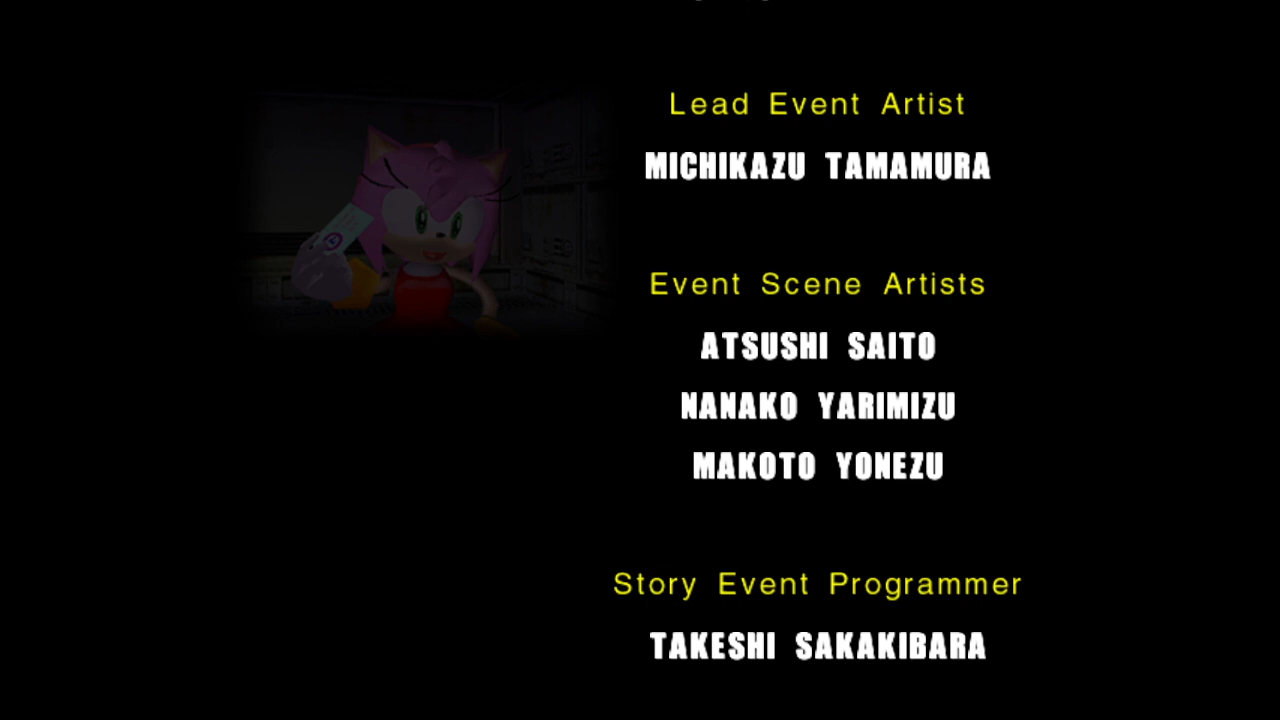 Lead Event Artist
MICHIKAZU TAMAMURA
Event Scene Artists
ATSUSHI SAITO
NANAKO YARIMIZU
MAKOTO YONEZU
Story Event Programmer
TAKESHI SAKAKIBARA